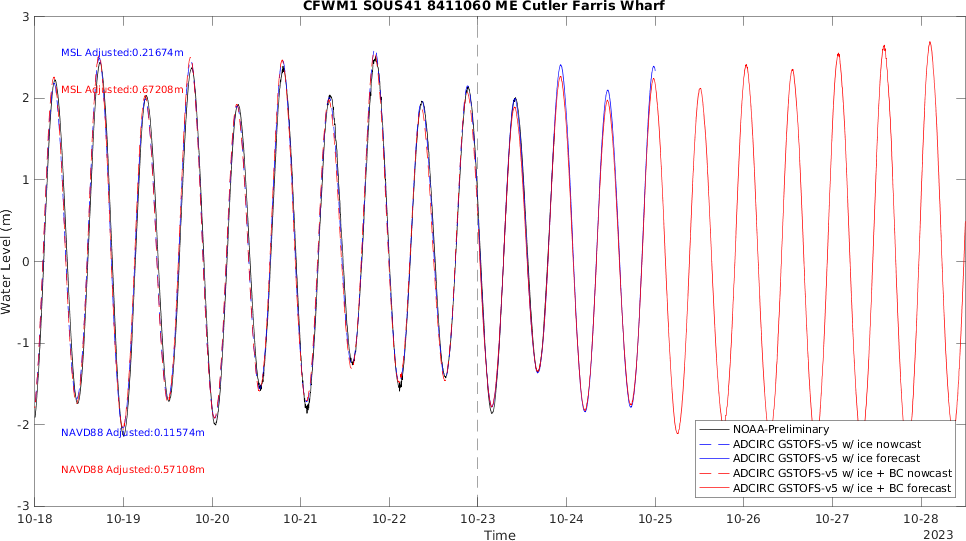 CFWM1 SOUS41 8411060 ME Cutler Farris Wharf
3
2
1
0
-1
-2
-3
Water Level (m)
MSL Adjusted:0.21674m
MSL Adjusted:0.67208m
NAVD88 Adjusted:0.11574m
NAVD88 Adjusted:0.57108m
NOAA-Preliminary
ADCIRC GSTOFS-v5 w/ ice nowcast
ADCIRC GSTOFS-v5 w/ ice forecast
ADCIRC GSTOFS-v5 w/ ice + BC nowcast
ADCIRC GSTOFS-v5 w/ ice + BC forecast
10-18 10-19 10-20 10-21 10-22 10-23 10-24 10-25 10-26 10-27 10-28
Time
2023